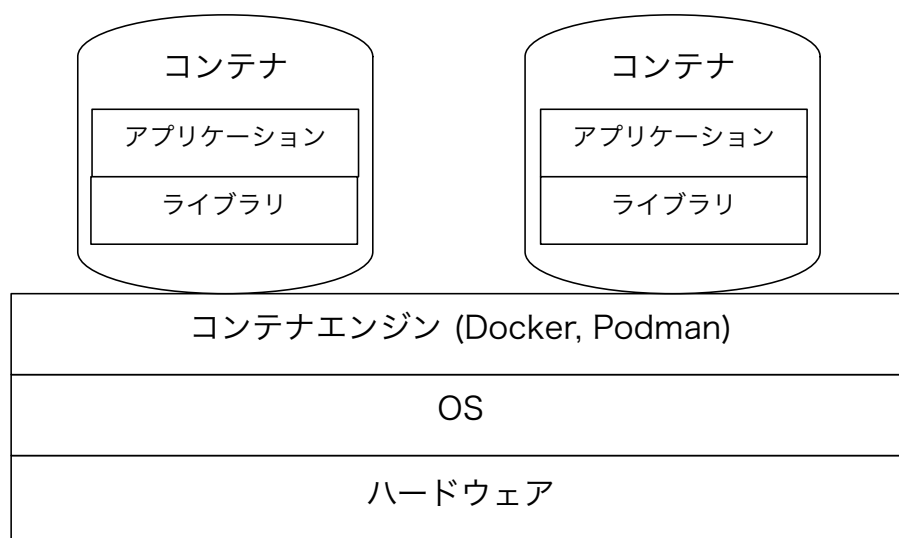 コンテナ
アプリケーション
ライブラリ
コンテナ
アプリケーション
ライブラリ
コンテナエンジン (Docker, Podman)
OS
ハードウェア